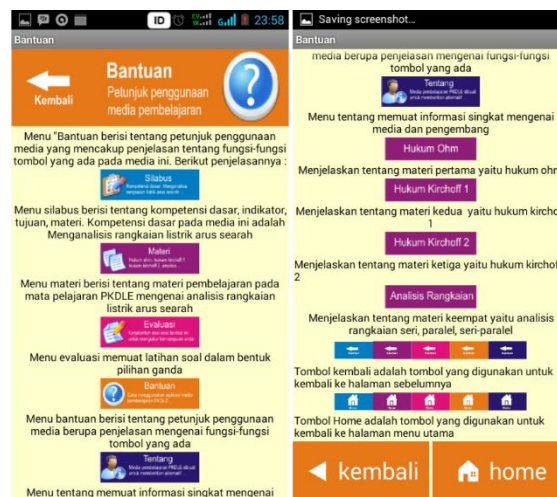 ID
23:58
Bantuan
Kembali
Bantuan
Petunjuk penggunaan
media pembelajaran
Menu "Bantuan berisi tentang petunjuk penggunaan
media yang mencakup penjelasan tentang fungsi-fungsi
tombol yang ada pada media ini. Berikut penjelasannya :
Silabus
Menu silabus berisi tentang kompetensi dasar, indikator,
tujuan, materi. Kompetensi dasar pada media ini adalah
Menganalisis rangkaian listrik arus searah
Materi
Menu materi berisi tentang materi pembelajaran pada
mata pelajaran PKDLE mengenai analisis rangkaian
listrik arus searah
Evaluasi
Menu evaluasi memuat latihan soal dalam bentuk
pilihan ganda
Bantuan
Menu bantuan berisi tentang petunjuk penggunaan
media berupa penjelasan mengenai fungsi-fungsi
tombol yang ada
Tentang
Menu tentang memuat informasi singkat mengenai
Saving screenshot...
Bantuan
media berupa penjelasan mengenai fungsi-fungsi
tombol yang ada
Tentang
Menu tentang memuat informasi singkat mengenai
media dan pengembang
Hukum Ohm
Menjelaskan tentang materi pertama yaitu hukum ohm
Hukum Kirchoff 1
Menjelaskan tentang materi kedua yaitu hukum kirchof
1
Hukum Kirchoff 2
Menjelaskan tentang materi ketiga yaitu hukum kirchof
2
Analisis Rangkaian
Menjelaskan tentang materi keempat yaitu analisis
rangkaian seri, paralel, seri-paralel
Tombol kembali adalah tombol yang digunakan untuk
kembali ke halaman sebelumnya
Tombol Home adalah tombol yang digunakan untuk
kembali ke halaman menu utama
kembali
home